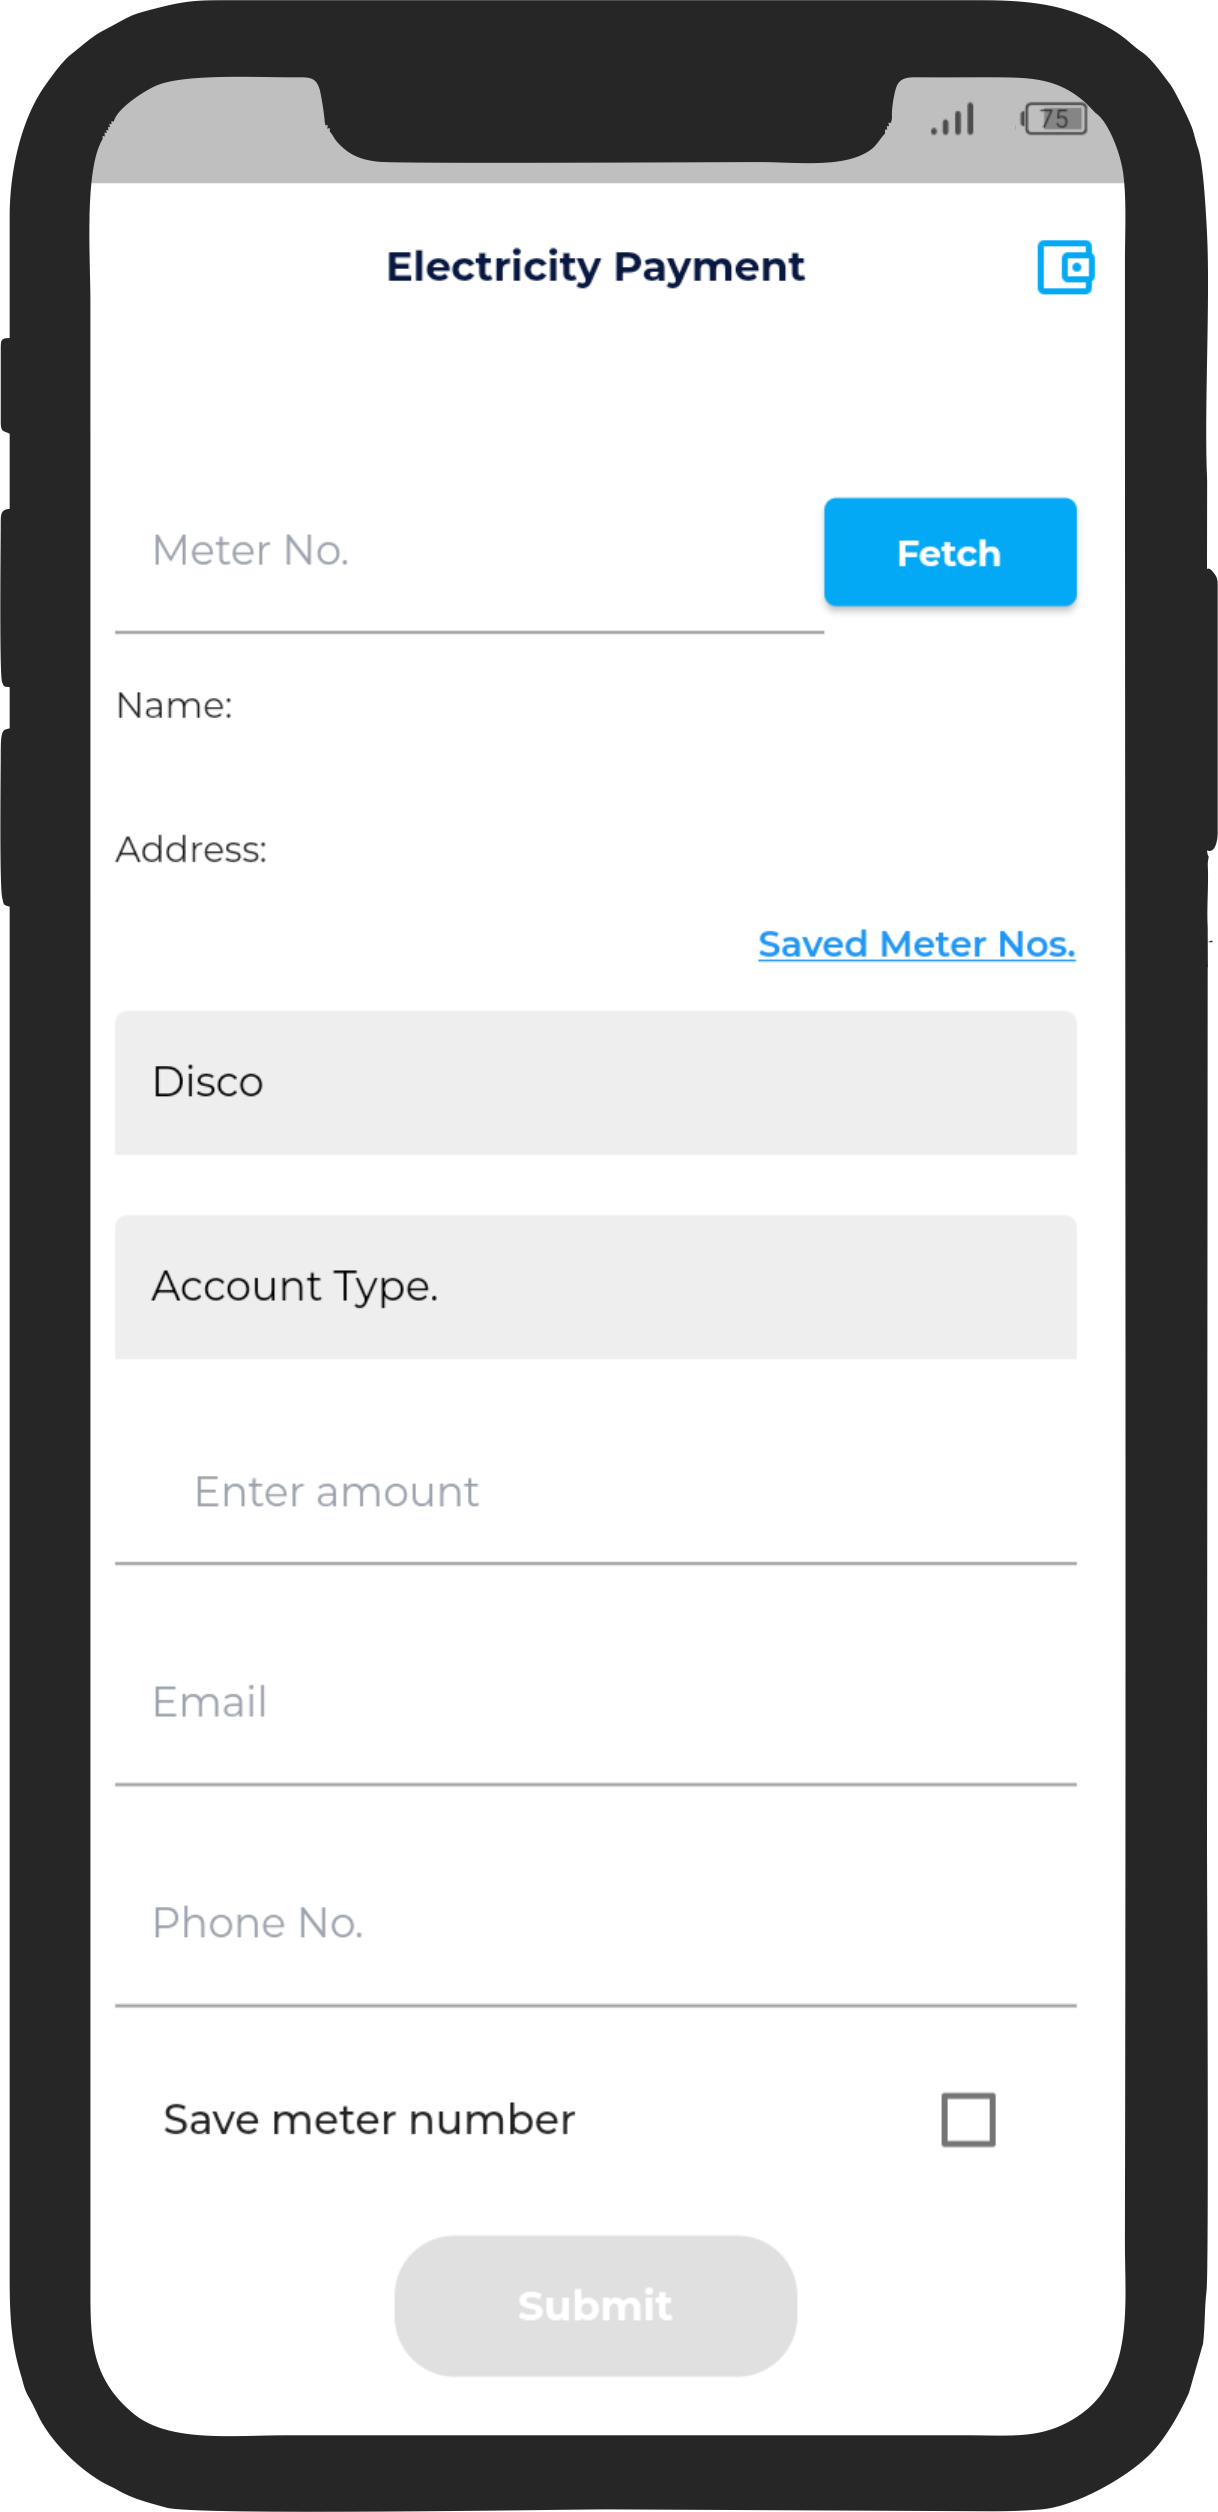 75
Electricity Payment
Meter No.
Fetch
Name:
Address:
Saved Meter Nos.
Disco
Account Type.
Enter amount
Email
Phone No.
Save meter number
Submit